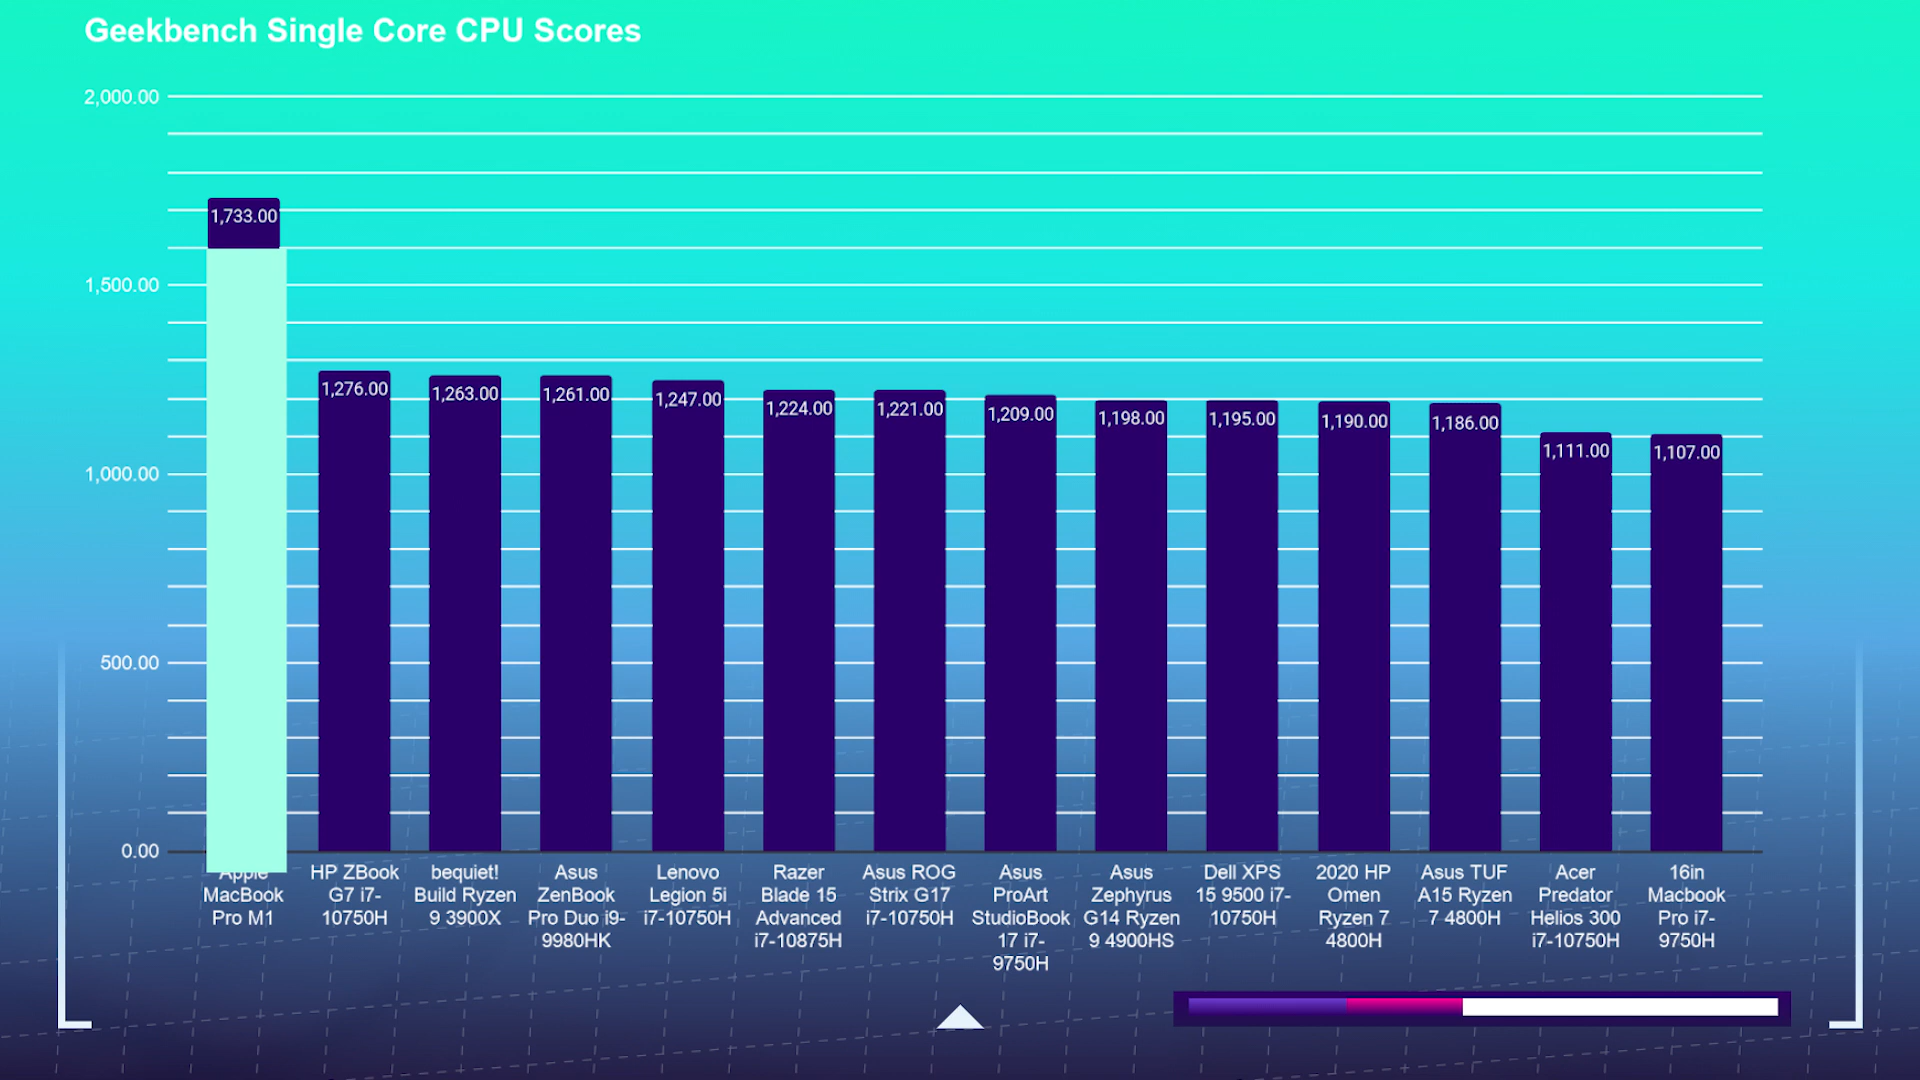 Geekbench Single Core CPU Scores
2,000.00
1,500.00
1,000.00
500.00
0.00
1,733.00
1,276.00
1,263.00
1,261.00
1,247.00
1,224.00
1,221.00
1,209.00
1,198.00
1,195.00
1,190.00
1,186.00
1,111.00
1,107.00
Apple
MacBook
Pro M1
HP ZBook
G7 i7-
10750H
bequiet!
Build Ryzen
9 3900X
Asus
ZenBook
Pro Duo i9-
9980HK
Lenovo
Legion 5i
i7-10750H
Razer
Blade 15
Advanced
i7-10875H
Asus ROG
Strix G17
i7-10750H
Asus
ProArt
StudioBook
17 i7-
9750H
Asus
Zephyrus
G14 Ryzen
9 4900HS
Dell XPS
15 9500 i7-
10750H
2020 HP
Omen
Ryzen 7
4800H
Asus TUF
A15 Ryzen
7 4800H
Acer
Predator
Helios 300
i7-10750H
16in
Macbook
Pro i7-
9750H